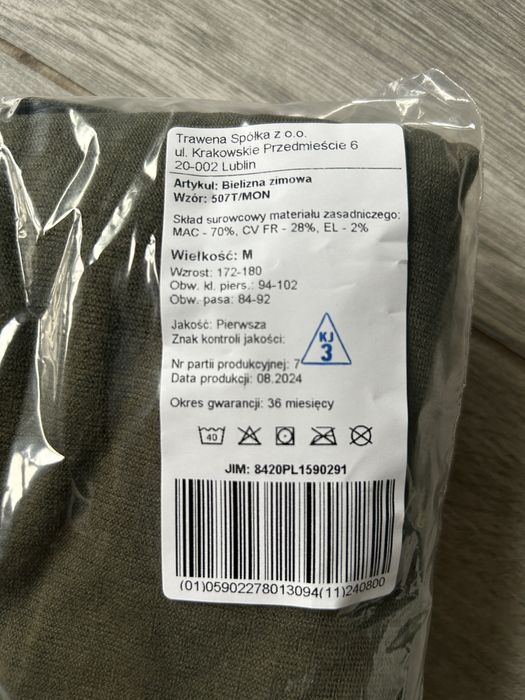 Trawena Spółka z o.o.
ul. Krakowskie Przedmieście 6
20-002 Lublin
Artykuł: Bielizna zimowa
Wzór: 507T/MON
Skład surowcowy materiału zasadniczego:
MAC - 70%, CV FR - 28%, EL - 2%
Wielkość: M
Wzrost: 172-180
Obw. kl. piers.: 94-102
Obw. pasa: 84-92
Jakość: Pierwsza
Znak kontroli jakości:
KJ
3
Nr partii produkcyjnej: 7
Data produkcji: 08.2024
Okres gwarancji: 36 miesięcy
40
JIM: 8420PL1590291
(01)05902278013094(11)240800